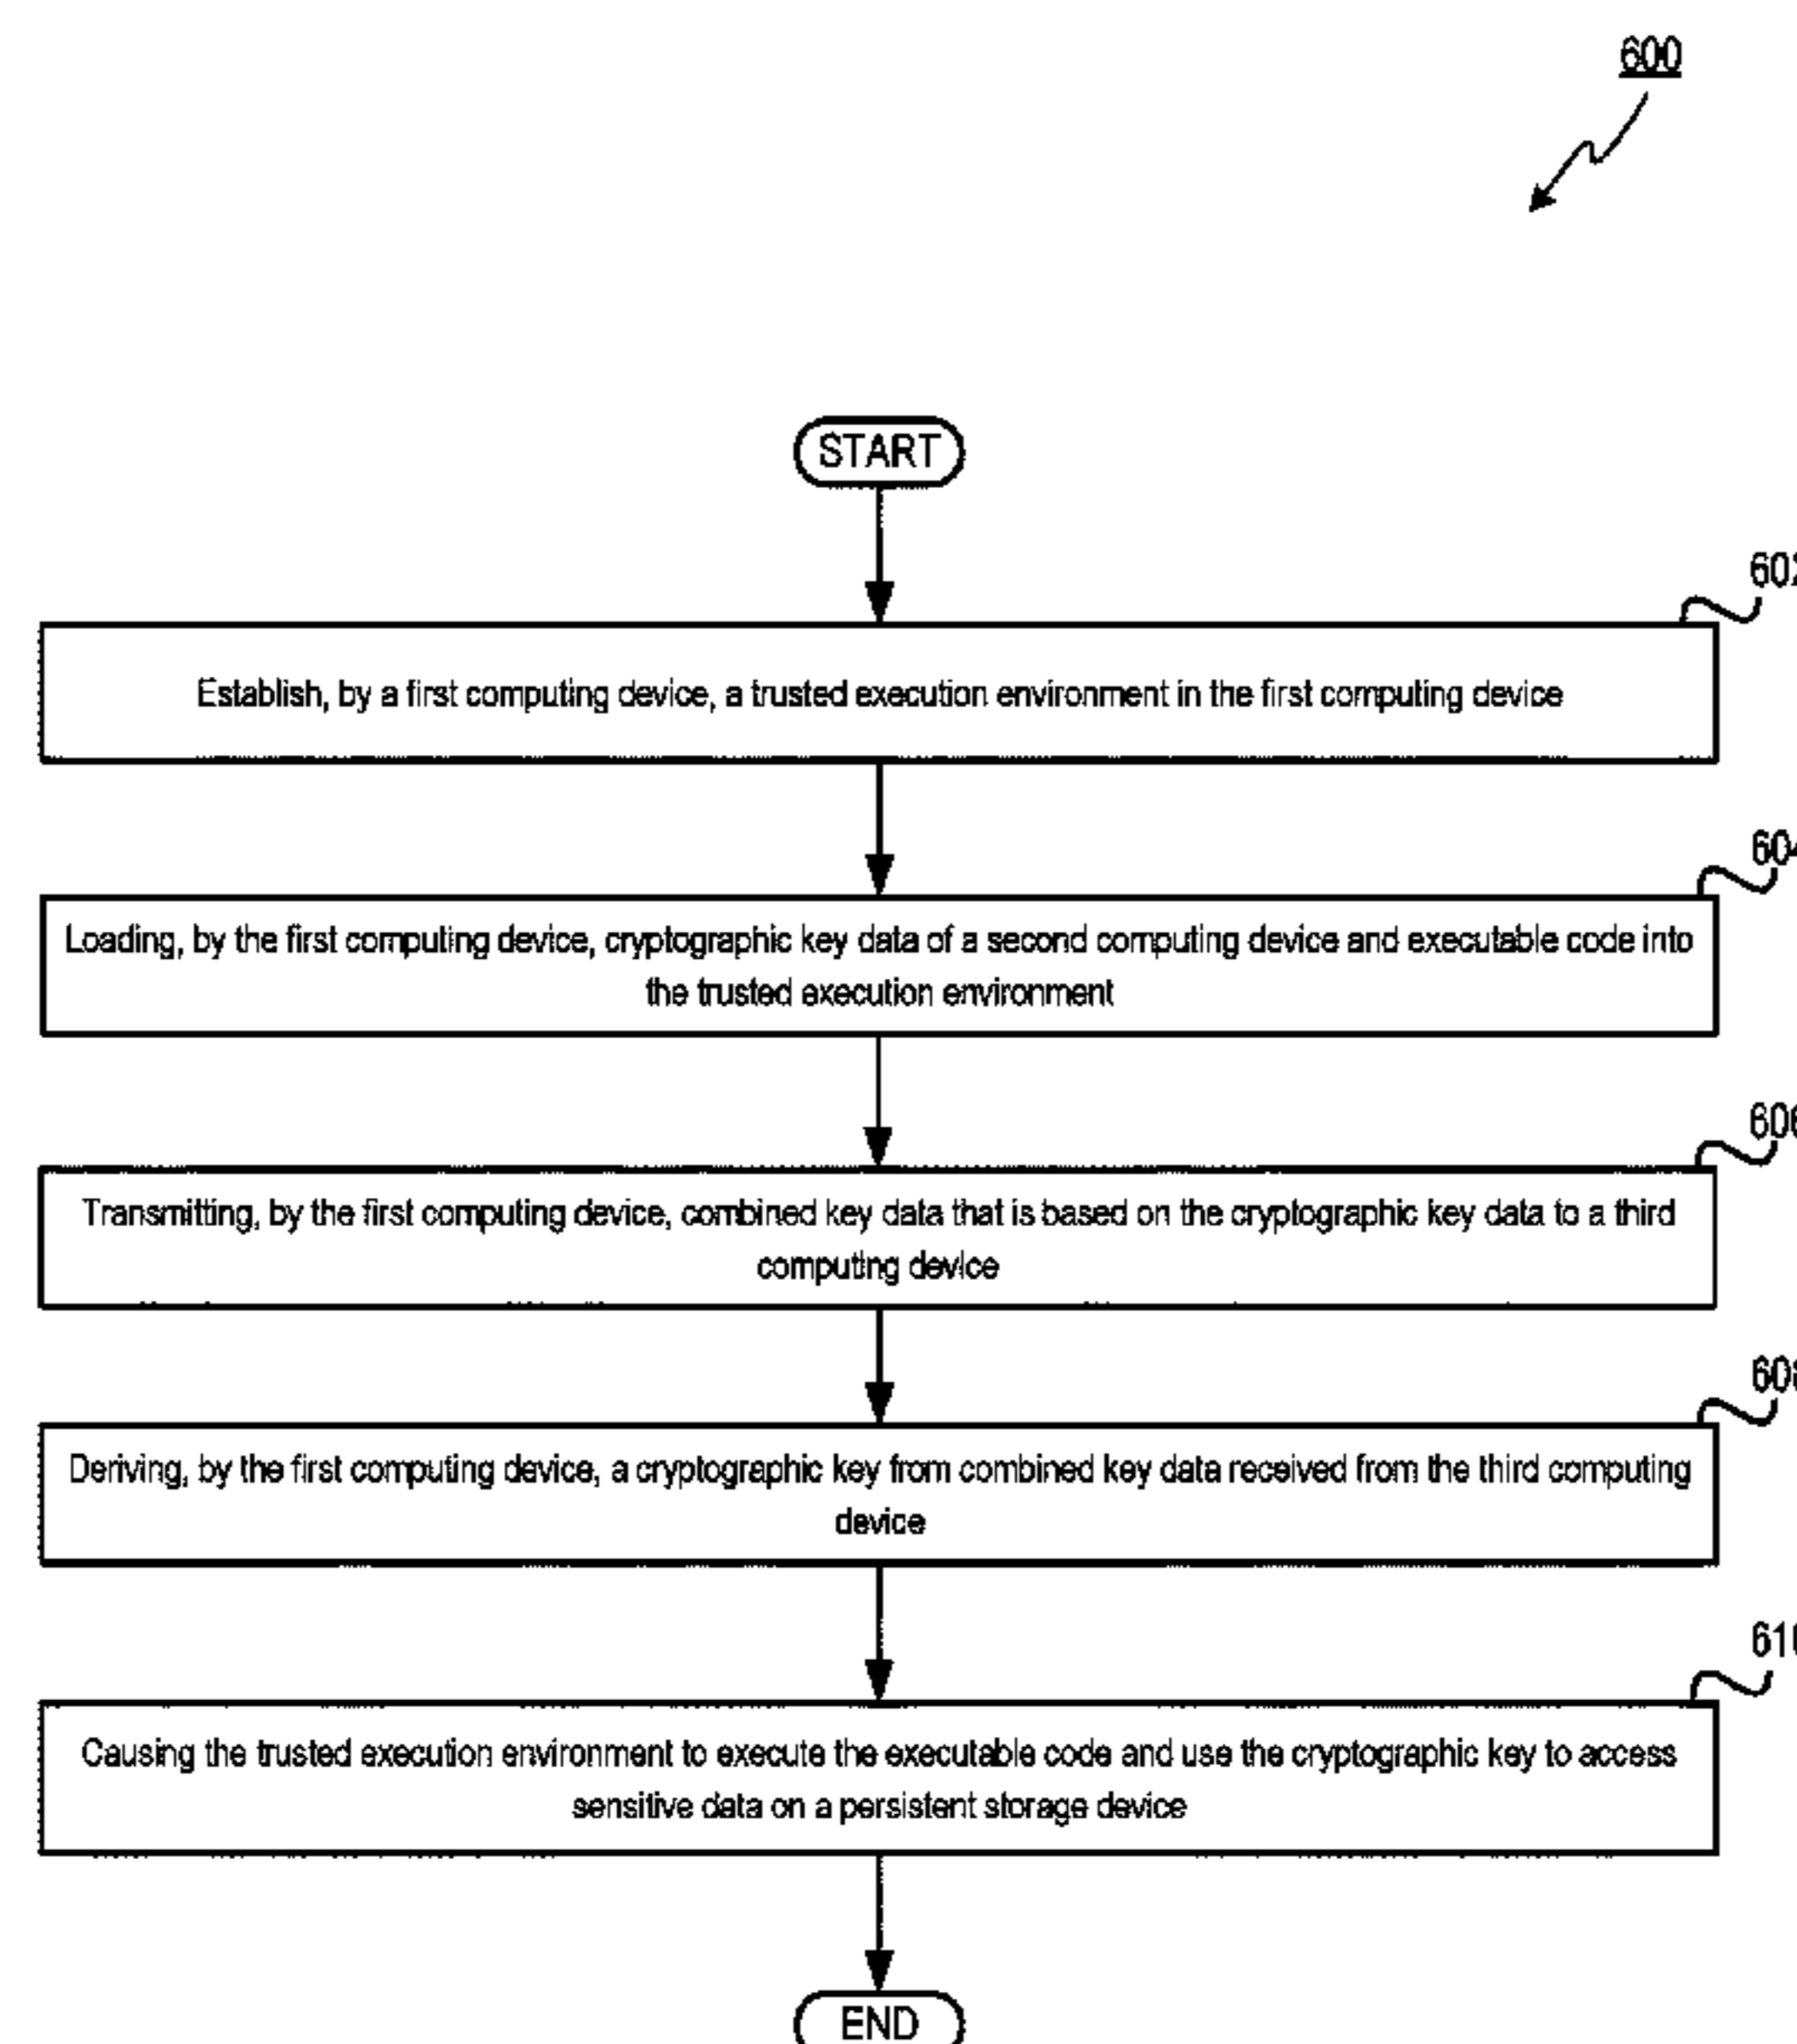 600
START
602
Establish, by a first computing device, a trusted execution environment in the first computing device
604
Loading, by the first computing device, cryptographic key data of a second computing device and executable code into
the trusted execution environment
606
Transmitting, by the first computing device, combined key data that is based on the cryptographic key data to a third
computing device
608
Deriving, by the first computing device, a cryptographic key from combined key data received from the third computing
device
610
Causing the trusted execution environment to execute the executable code and use the cryptographic key to access
sensitive data on a persistent storage device
END